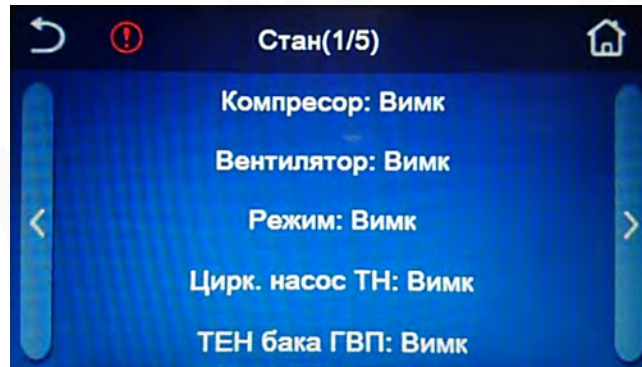 Стан(1/5)
Компресор: Вимк
Вентилятор: Вимк
Режим: Вимк
Цирк. насос ТН: Вимк
ТЕН бака ГВП: Вимк